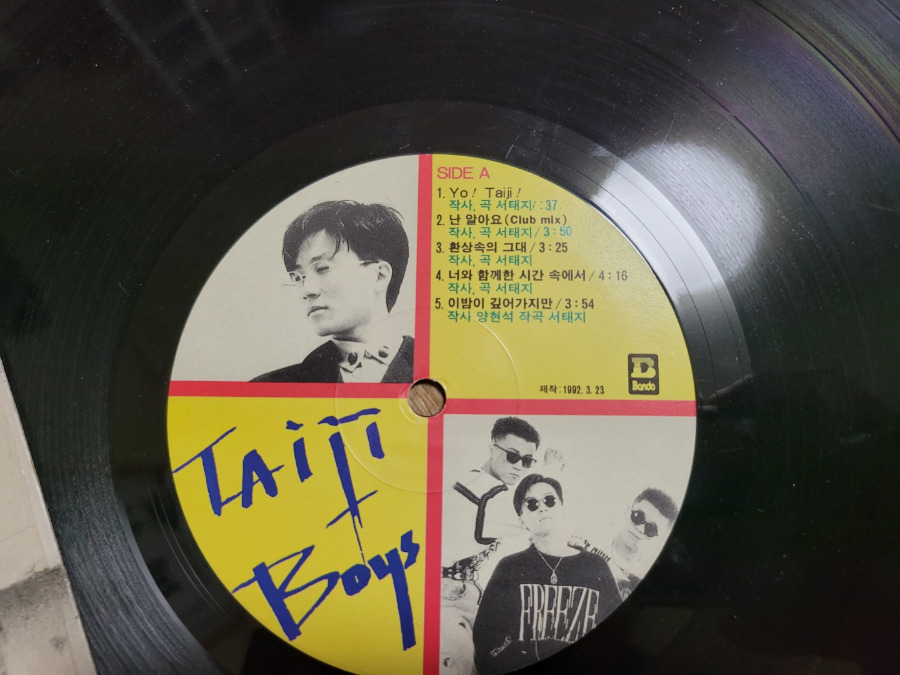 SIDE A
1. Yo! Taiji!
작사, 곡 서태지/ :37
2. 난 알아요 (Club mix)
작사, 곡 서태지 / 3 : 50
3. 환상속의 그대 / 3 : 25
작사, 곡 서태지
4. 너와 함께한 시간 속에서 / 4 : 16
작사, 곡 서태지
5. 이밤이 깊어가지만 / 3 : 54
작사 양현석 작곡 서태지
제작 : 1992. 3. 23
B
Bando
TAIJI
Boys
FREEZE